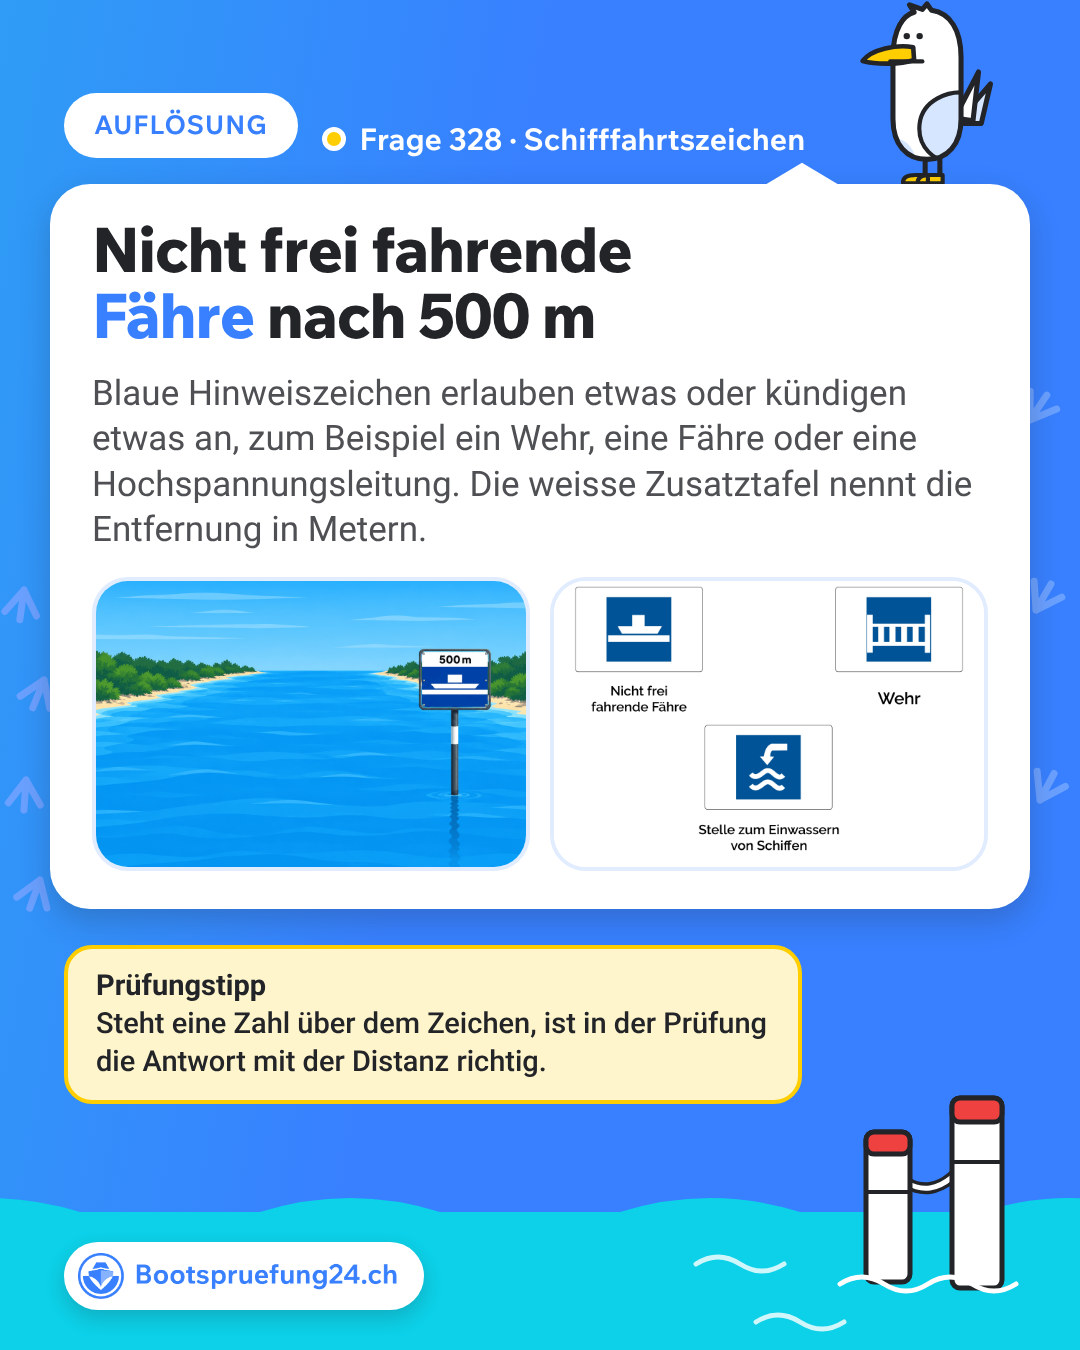 AUFLÖSUNG
Frage 328 · Schifffahrtszeichen
Nicht frei fahrende
Fähre nach 500 m
Blaue Hinweiszeichen erlauben etwas oder kündigen
etwas an, zum Beispiel ein Wehr, eine Fähre oder eine
Hochspannungsleitung. Die weisse Zusatztafel nennt die
Entfernung in Metern.
500 m
Nicht frei
fahrende Fähre
Wehr
Stelle zum Einwassern
von Schiffen
Prüfungstipp
Steht eine Zahl über dem Zeichen, ist in der Prüfung
die Antwort mit der Distanz richtig.
Bootspruefung24.ch